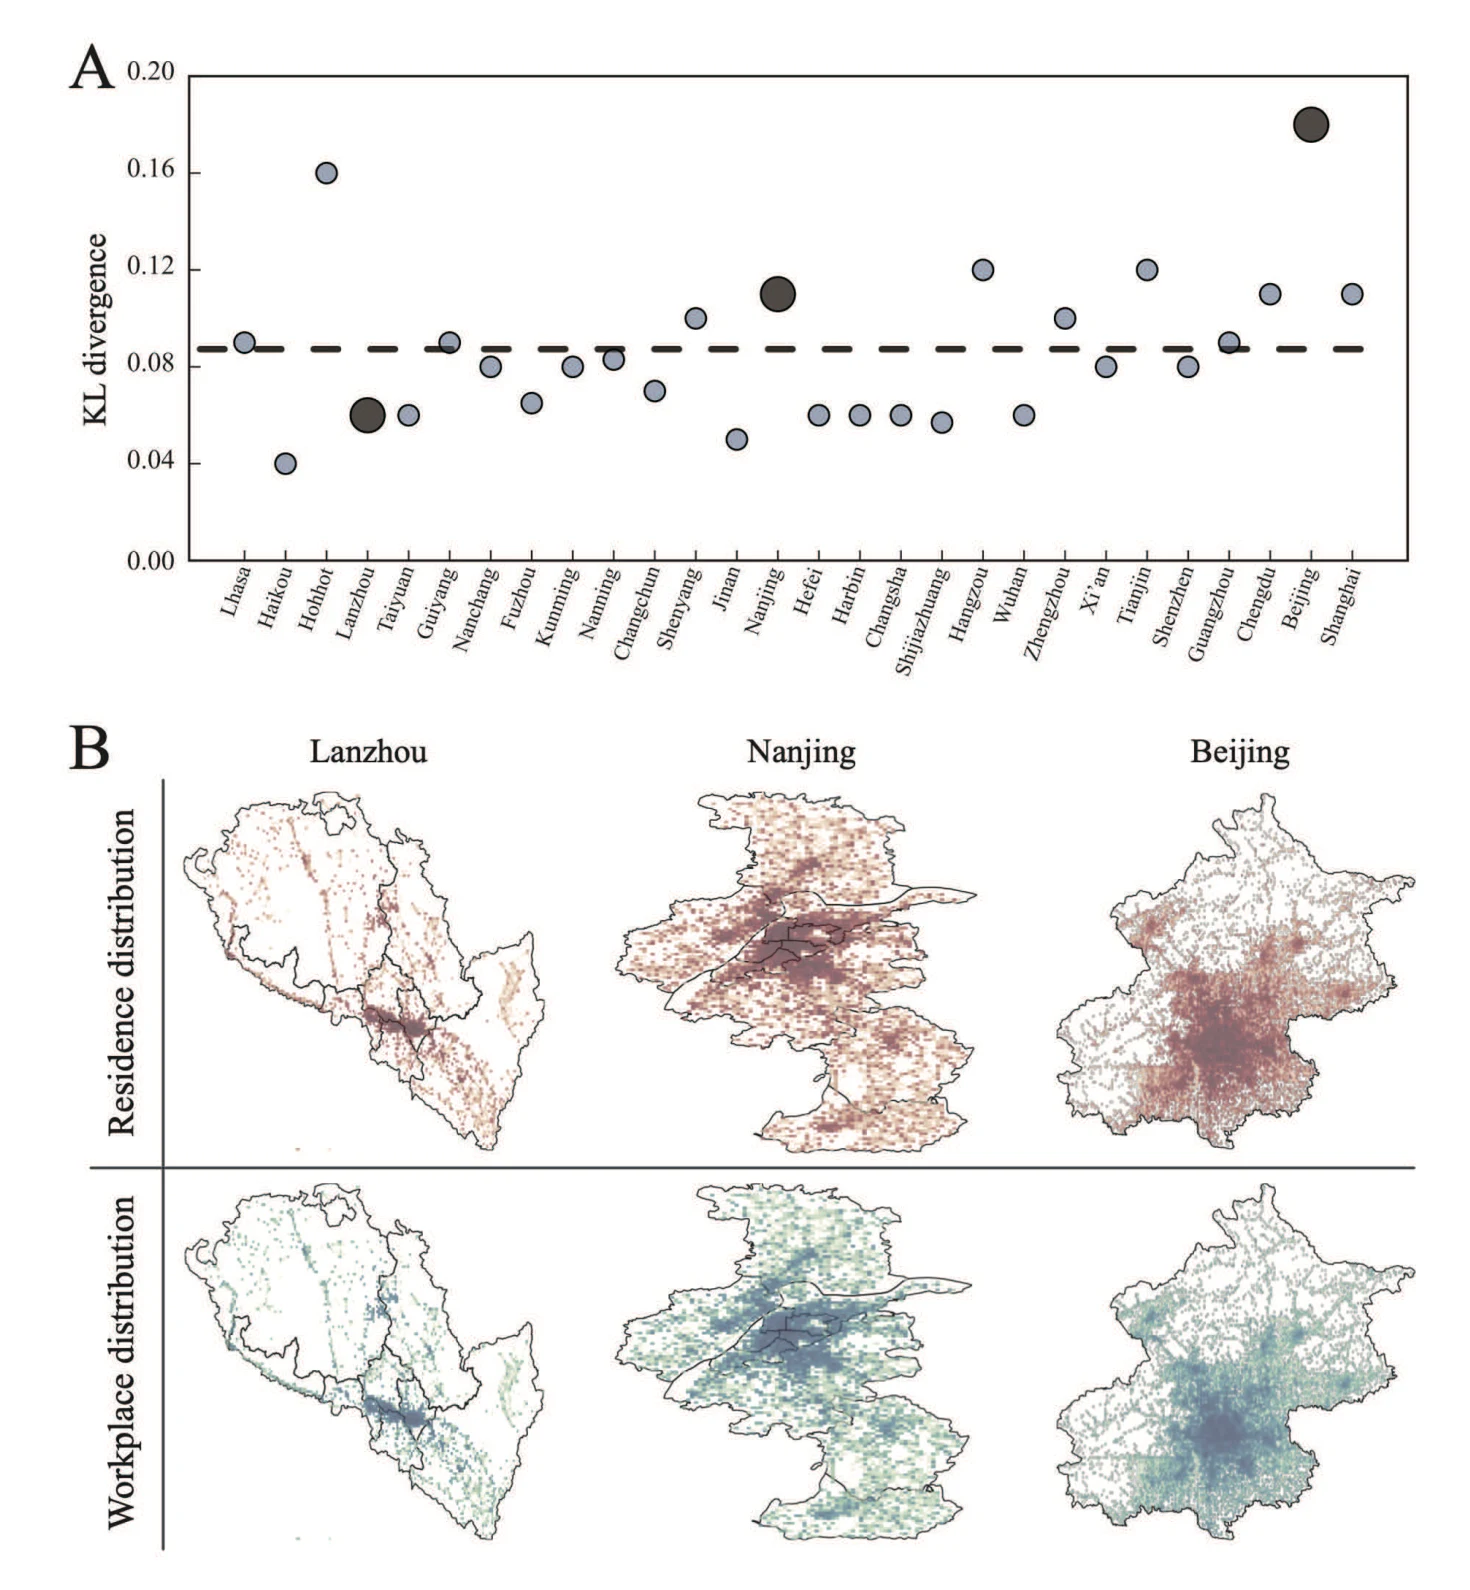 A
0.20
0.16
0.12
0.08
0.04
0.00
KL divergence
Lhasa
Haikou
Hohhot
Lanzhou
Taiyuan
Guiyang
Nanchang
Fuzhou
Kunming
Nanning
Changchun
Shenyang
Jinan
Nanjing
Hefei
Harbin
Changsha
Shijiazhuang
Hangzou
Wuhan
Zhengzhou
Xi'an
Tianjin
Shenzhen
Guangzhou
Chengdu
Beijing
Shanghai
B
Lanzhou
Nanjing
Beijing
Residence distribution
Workplace distribution